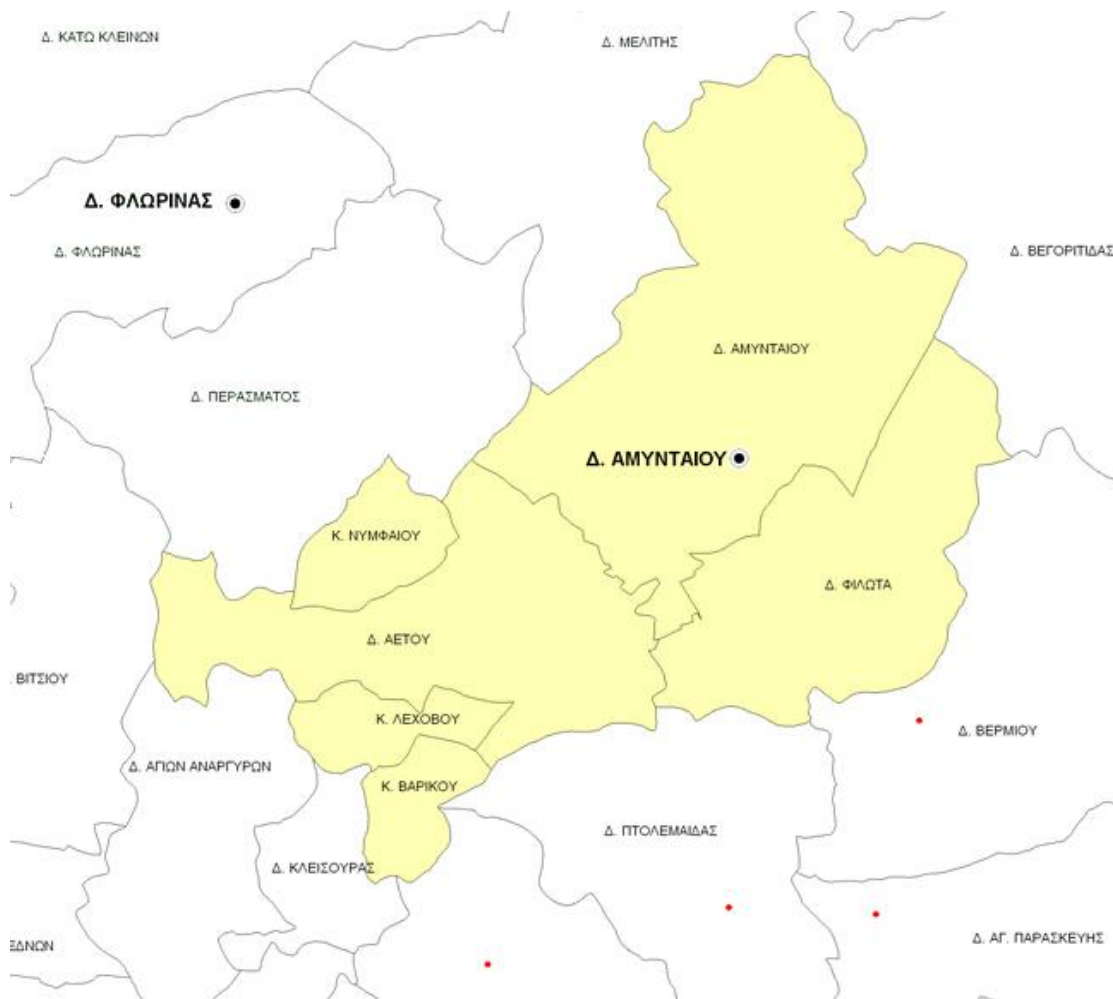 Δ. ΚΑΤΩ ΚΛΕΙΝΩΝ
Δ. ΜΕΛΙΤΗΣ
Δ. ΦΛΩΡΙΝΑΣ
Δ. ΦΛΩΡΙΝΑΣ
Δ. ΒΕΓΟΡΙΤΙΔΑΣ
Δ. ΑΜΥΝΤΑΙΟΥ
Δ. ΠΕΡΑΣΜΑΤΟΣ
Δ. ΑΜΥΝΤΑΙΟΥ
Κ. ΝΥΜΦΑΙΟΥ
Δ. ΦΙΛΩΤΑ
Δ. ΑΕΤΟΥ
ΒΙΤΣΙΟΥ
Κ. ΛΕΧΟΒΟΥ
Δ. ΒΕΡΜΙΟΥ
Δ. ΑΓΙΩΝ ΑΝΑΡΓΥΡΩΝ
Κ. ΒΑΡΙΚΟΥ
Δ. ΠΤΟΛΕΜΑΙΔΑΣ
Δ. ΚΛΕΙΣΟΥΡΑΣ
ΕΔΝΩΝ
Δ. ΑΓ. ΠΑΡΑΣΚΕΥΗΣ